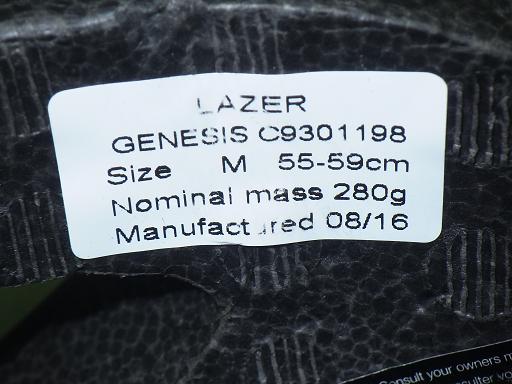 LAZER
GENESIS C9301198
Size M 55-59cm
Nominal mass 280g
Manufactured 08/16
Consult your owners